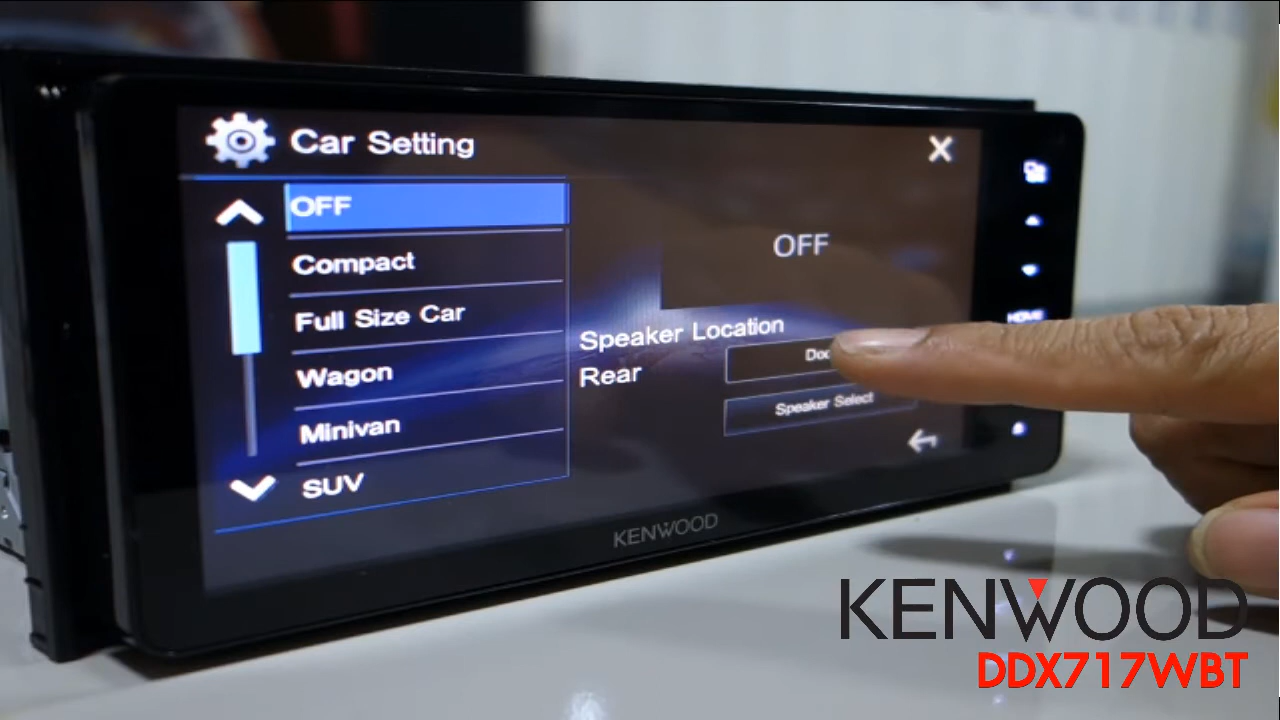 Car Setting
X
OFF
Compact
Full Size Car
Wagon
Minivan
SUV
OFF
Speaker Location
Rear
Speaker Select
HDMI
KENWOOD
KENWOOD
DDX717WBT